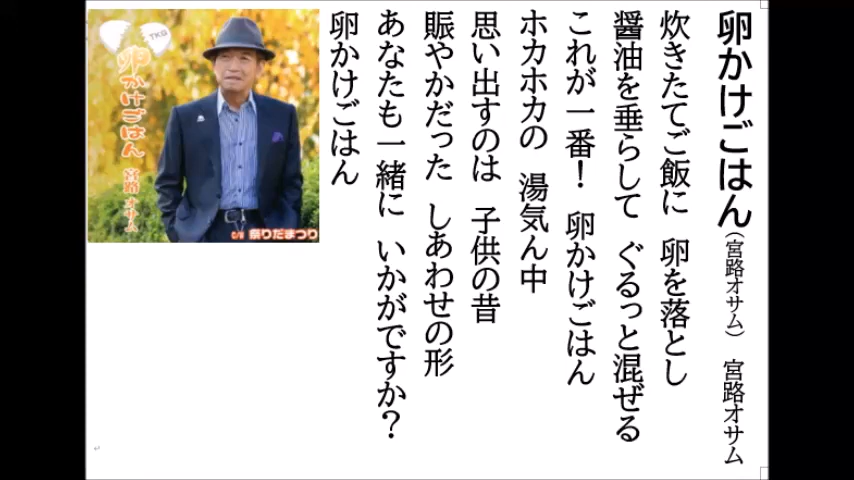 卵かけごはん（宮路オサム）　宮路オサム
炊きたてご飯に　卵を落とし
醤油を垂らして　ぐるっと混ぜる
これが一番！　卵かけごはん
ホカホカの　湯気ん中
思い出すのは　子供の昔
賑やかだった　しあわせの形
あなたも一緒に　いかがですか？
卵かけごはん
TKG
卵かけごはん
宮路オサム
C/W 祭りだまつり